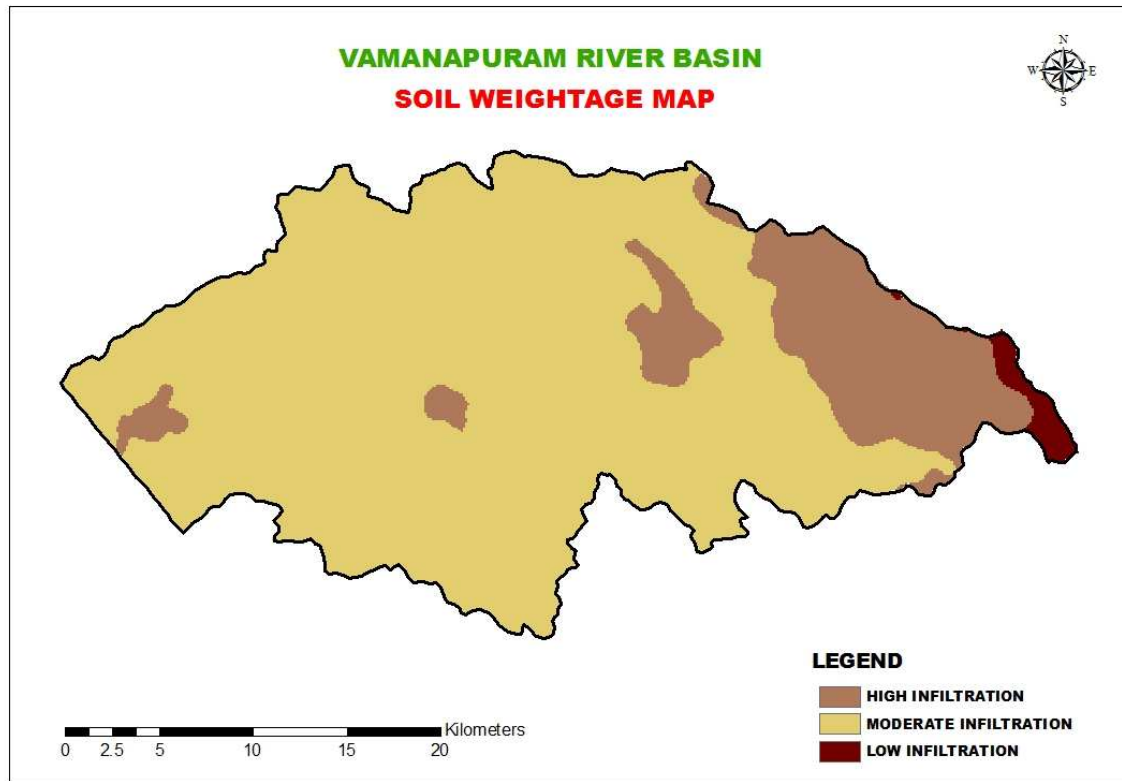 VAMANAPURAM RIVER BASIN
SOIL WEIGHTAGE MAP
N
W E
S
LEGEND
HIGH INFILTRATION
MODERATE INFILTRATION
LOW INFILTRATION
Kilometers
0 2.5 5 10 15 20